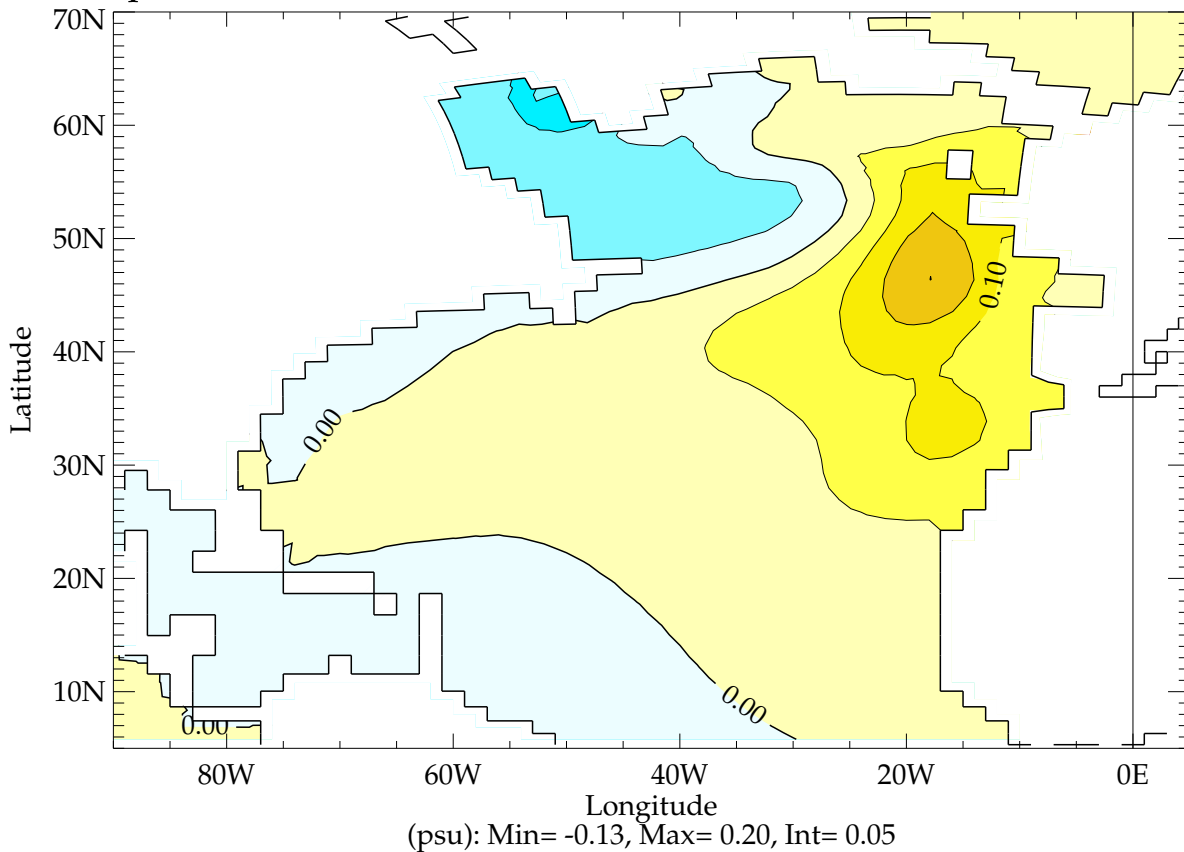 70N
60N
50N
40N
30N
20N
10N
Latitude
0.10
0.00
0.00
0.00
80W 60W 40W 20W 0E
Longitude
(psu): Min= -0.13, Max= 0.20, Int= 0.05